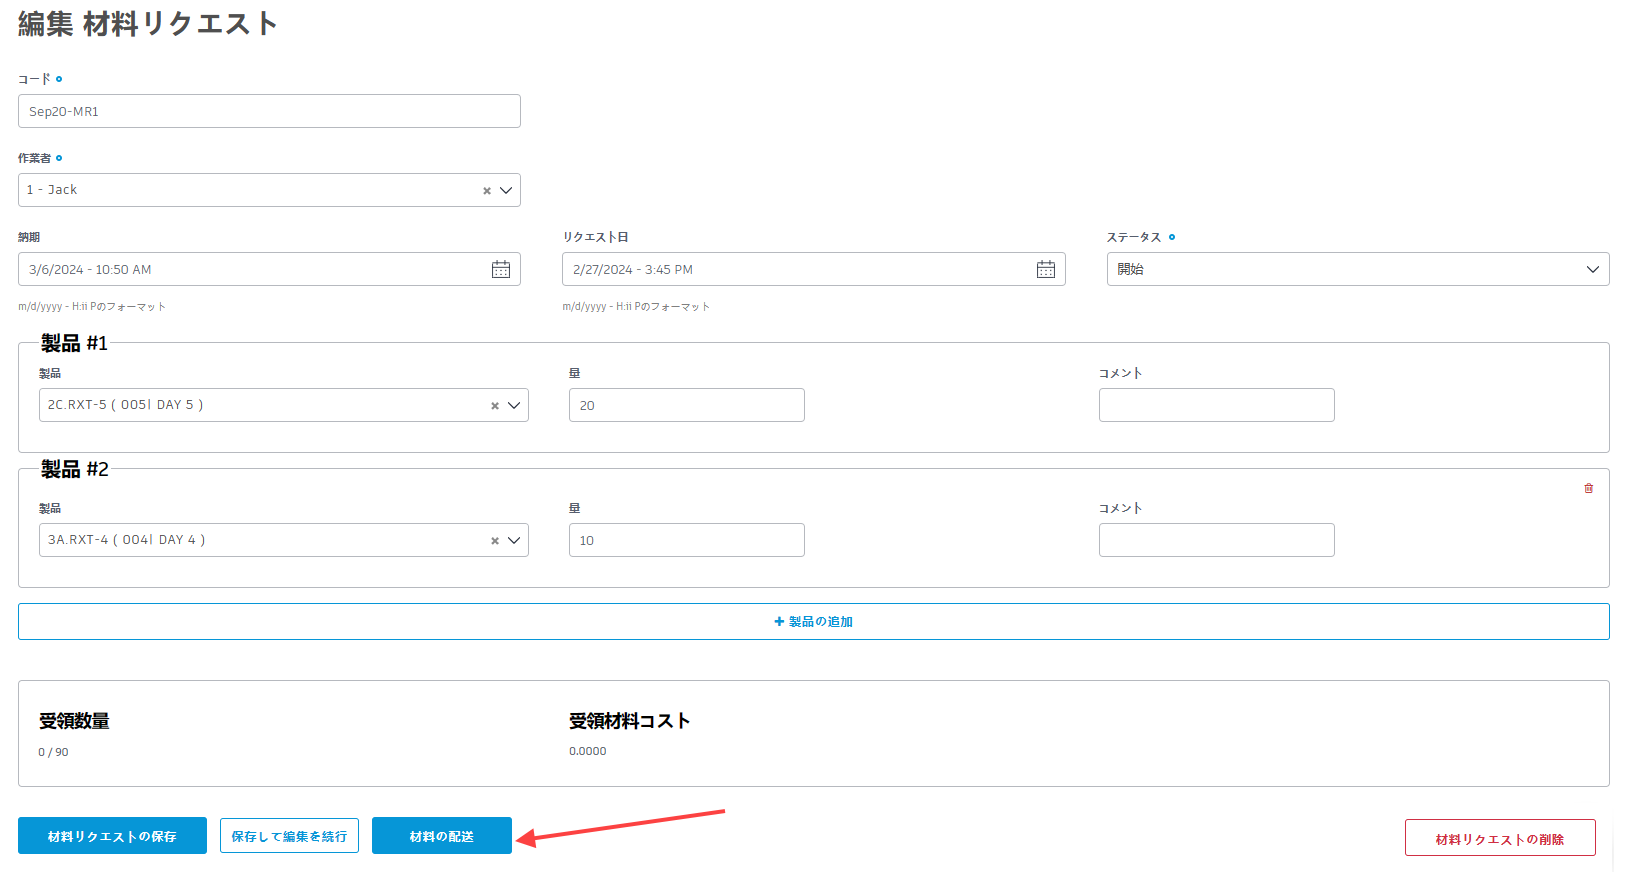 編集 材料リクエスト
コード
Sep20-MR1
作業者
1 - Jack
納期
リクエスト日
ステータス
3/6/2024 - 10:50 AM
2/27/2024 - 3:45 PM
開始
m/d/yyyy - H:ii Pのフォーマット
m/d/yyyy - H:ii Pのフォーマット
製品 #1
製品
量
コメント
2C.RXT-5 ( 005| DAY 5 )
20
製品 #2
製品
量
コメント
3A.RXT-4 ( 004| DAY 4 )
10
+ 製品の追加
受領数量
受領材料コスト
0 / 90
0.0000
材料リクエストの保存
保存して編集を続行
材料の配送
材料リクエストの削除